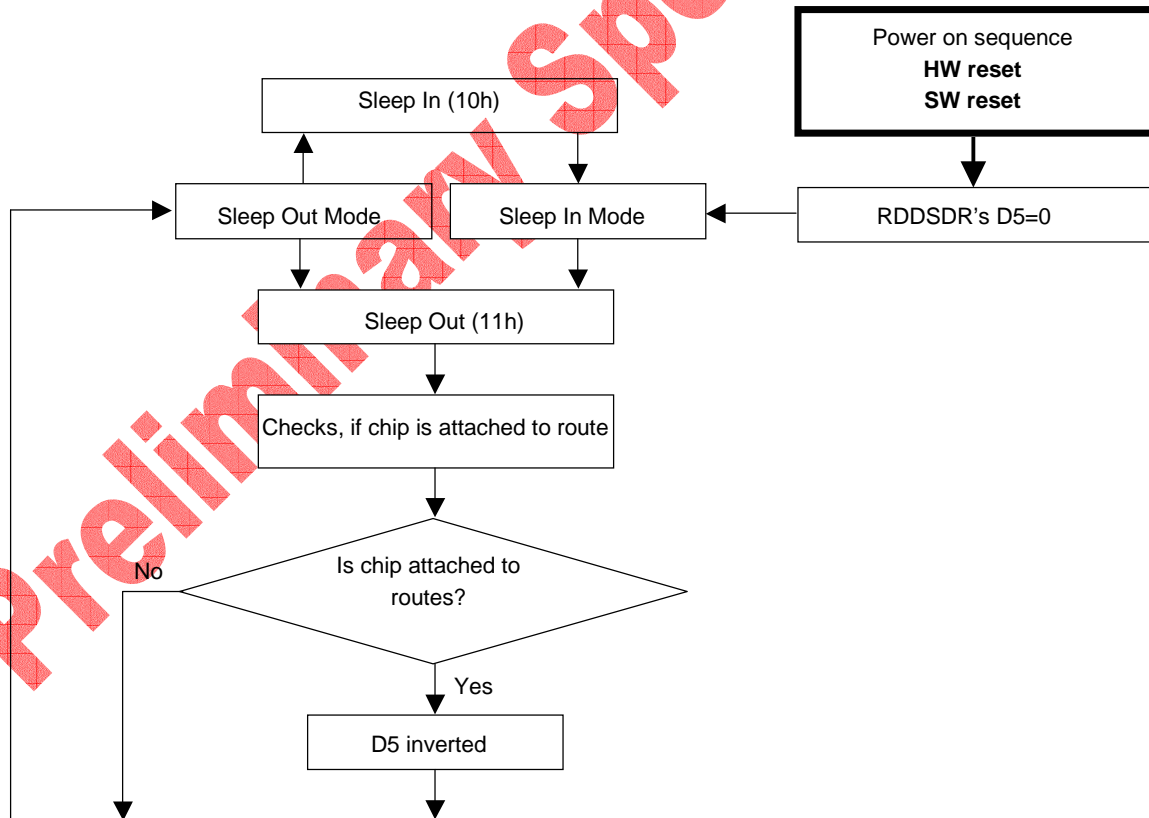 Power on sequence
HW reset
SW reset
Sleep In (10h)
Sleep Out Mode
Sleep In Mode
RDDSDR's D5=0
Sleep Out (11h)
Checks, if chip is attached to route
Is chip attached to
routes?
No
Yes
D5 inverted
Preliminary Spe